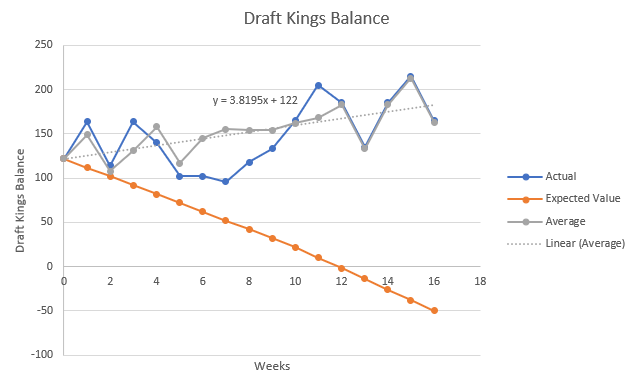 Draft Kings Balance
250
200
150
100
50
0
-50
-100
0 2 4 6 8 10 12 14 16 18
y = 3.8195x + 122
Draft Kings Balance
Weeks
Actual
Expected Value
Average
Linear (Average)